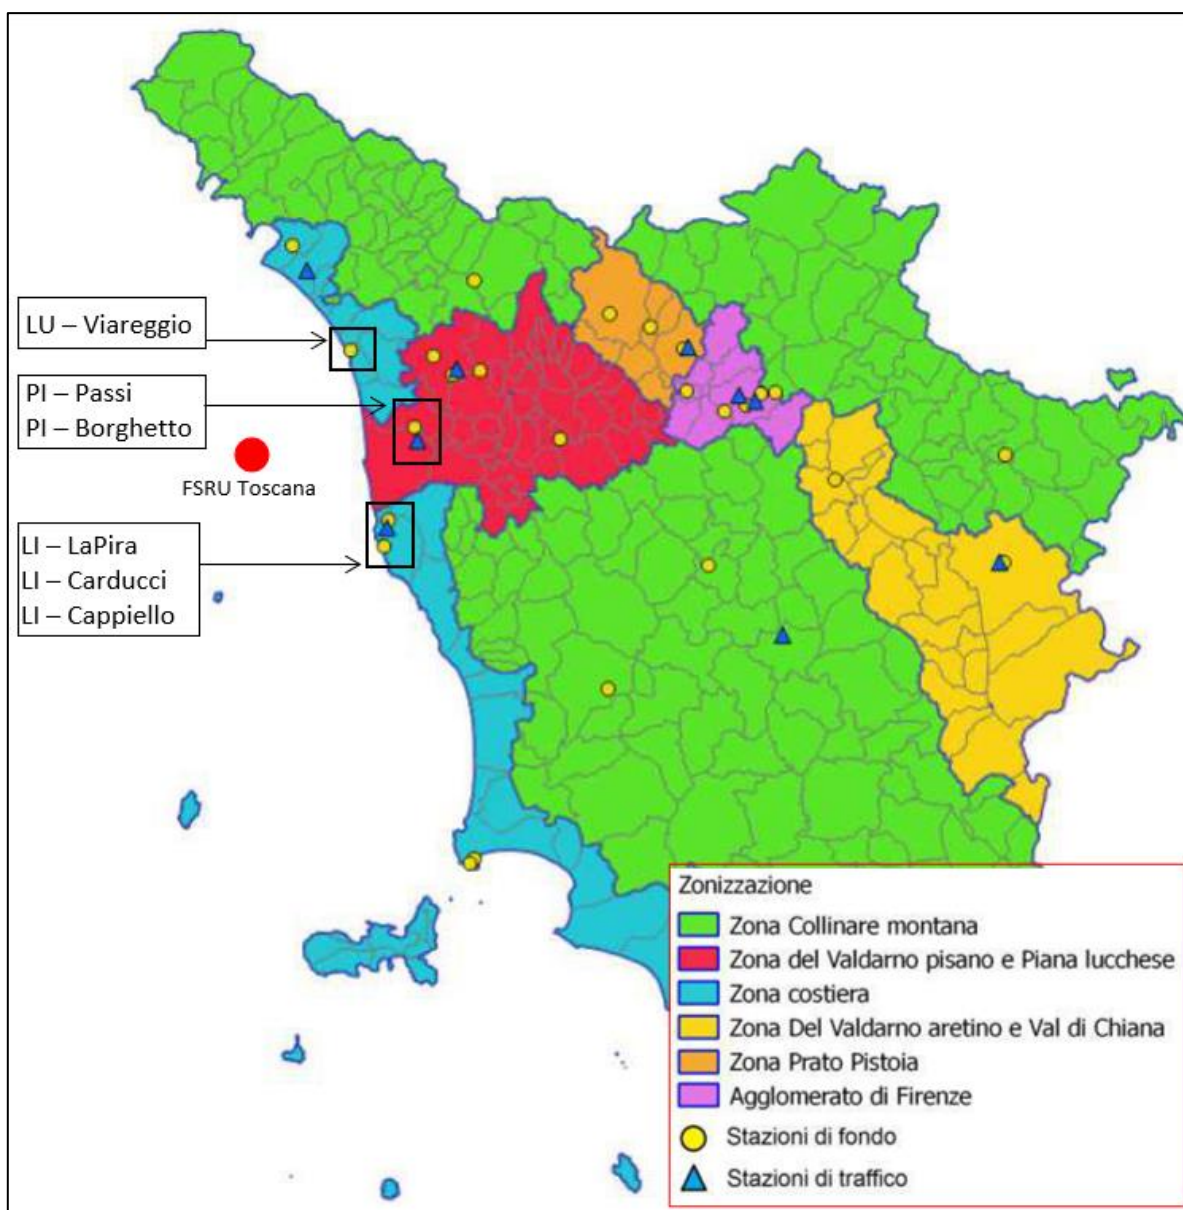 LU – Viareggio
PI – Passi
PI – Borghetto
FSRU Toscana
LI – LaPira
LI – Carducci
LI – Cappiello
Zonizzazione
Zona Collinare montana
Zona del Valdarno pisano e Piana lucchese
Zona costiera
Zona Del Valdarno aretino e Val di Chiana
Zona Prato Pistoia
Agglomerato di Firenze
Stazioni di fondo
Stazioni di traffico